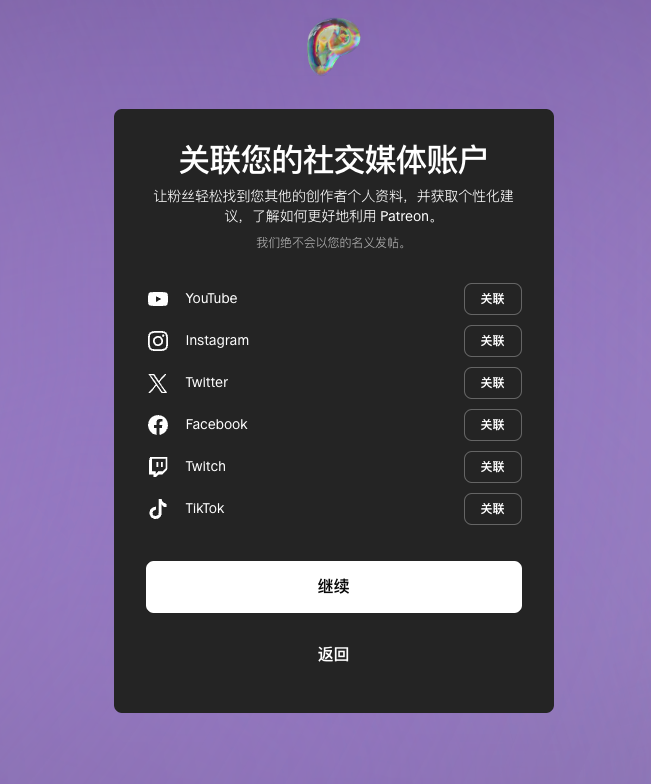 关联您的社交媒体账户
让粉丝轻松找到您其他的创作者个人资料，并获取个性化建
议，了解如何更好地利用 Patreon。
我们绝不会以您的名义发帖。
YouTube 关联
Instagram 关联
Twitter 关联
Facebook 关联
Twitch 关联
TikTok 关联
继续
返回